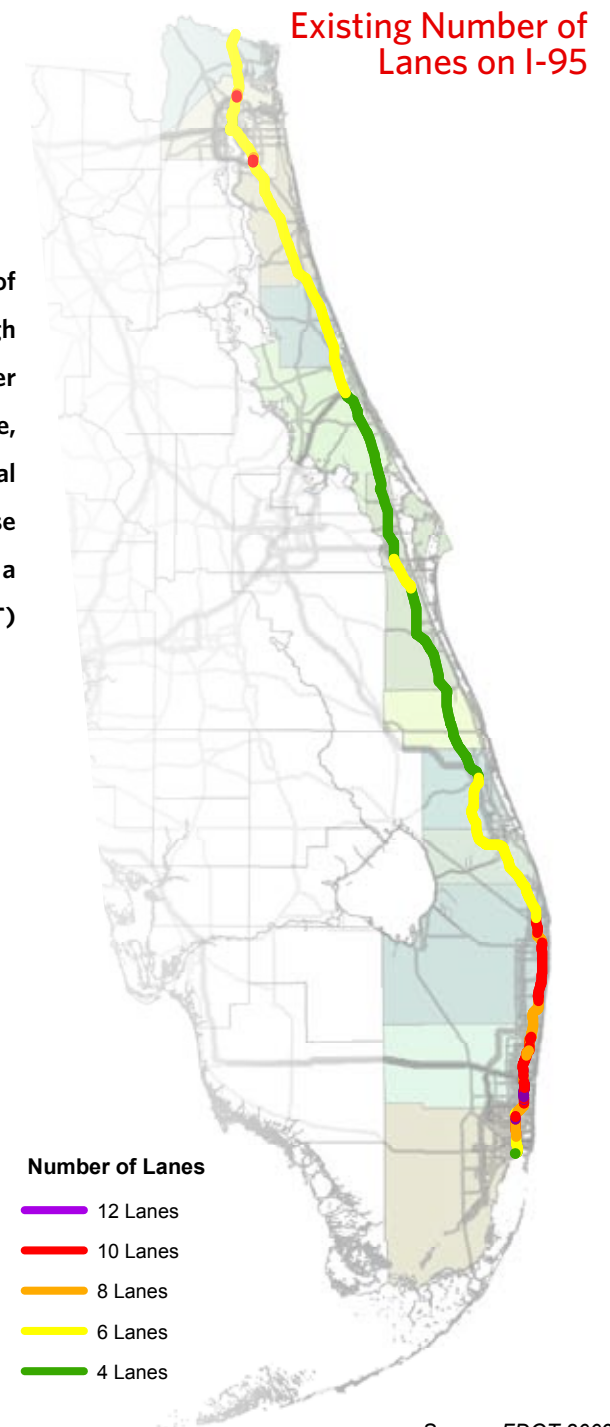 Existing Number of
Lanes on I-95
of
gh
er
e,
al
se
a
T)
Number of Lanes
12 Lanes
10 Lanes
8 Lanes
6 Lanes
4 Lanes